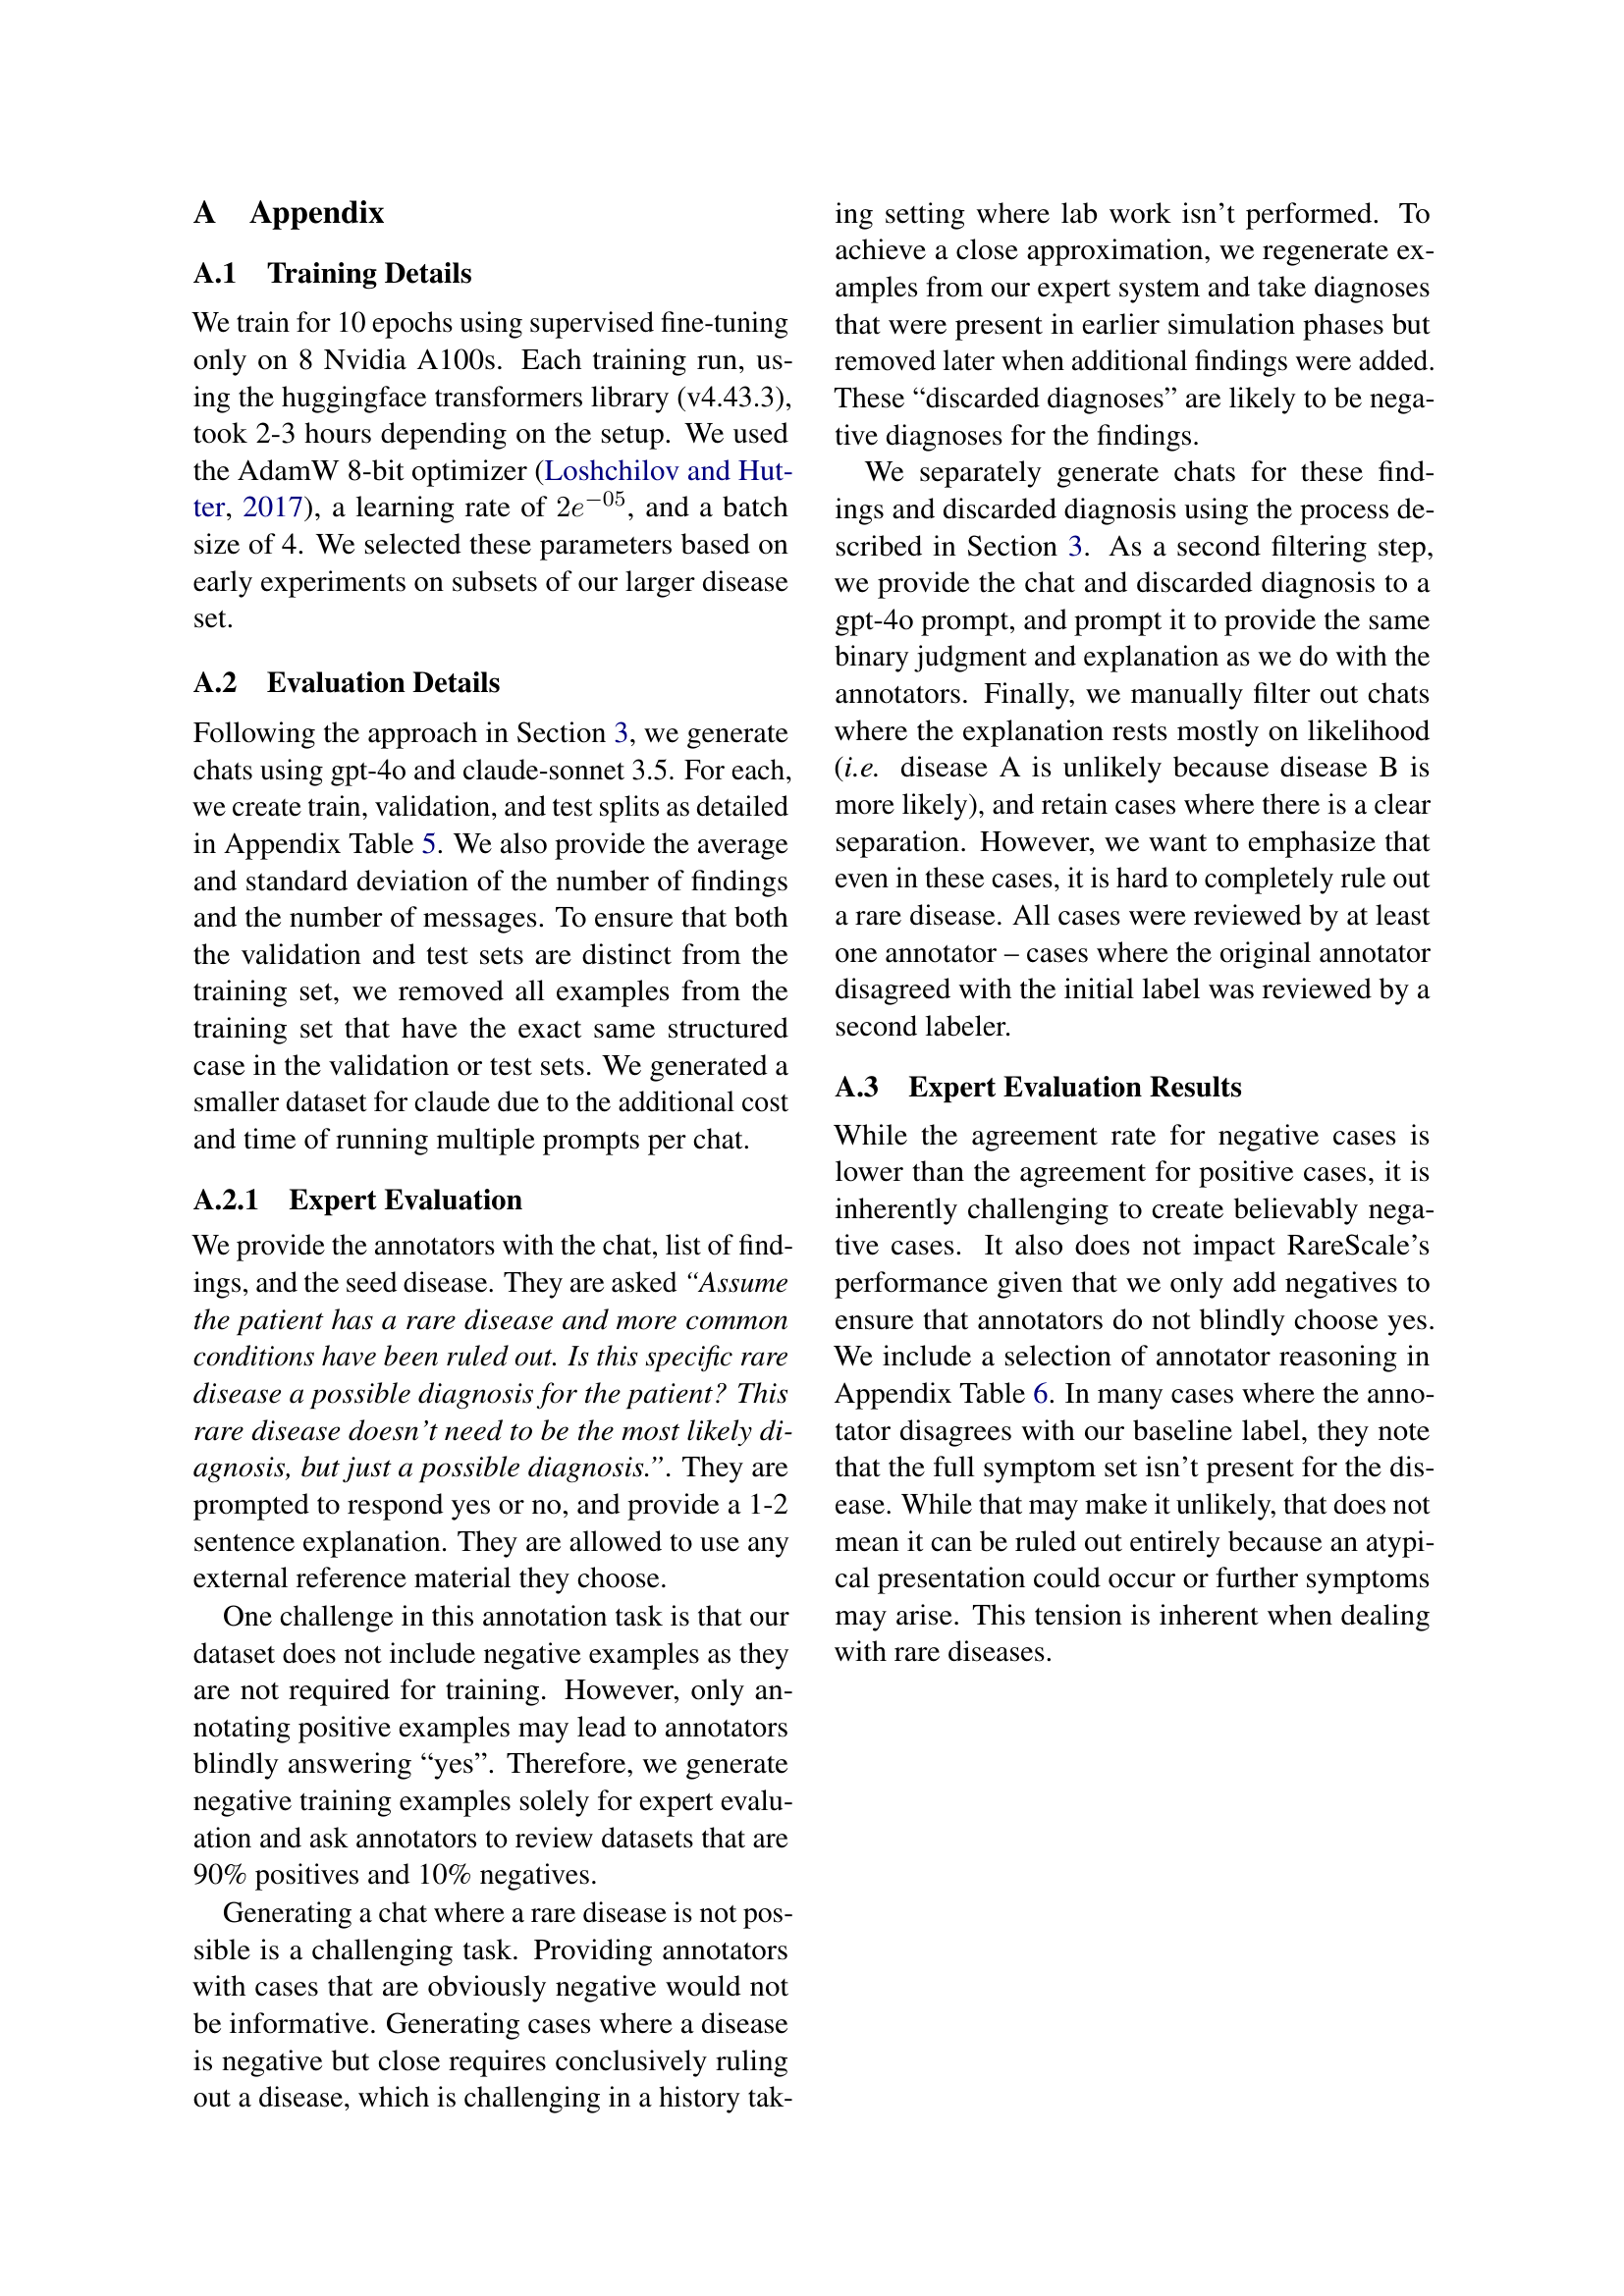 A Appendix
A.1 Training Details
We train for 10 epochs using supervised fine-tuning
only on 8 Nvidia A100s. Each training run, us-
ing the huggingface transformers library (v4.43.3),
took 2-3 hours depending on the setup. We used
the AdamW 8-bit optimizer (Loshchilov and Hut-
ter, 2017), a learning rate of 2e⁻⁰⁵, and a batch
size of 4. We selected these parameters based on
early experiments on subsets of our larger disease
set.
A.2 Evaluation Details
Following the approach in Section 3, we generate
chats using gpt-4o and claude-sonnet 3.5. For each,
we create train, validation, and test splits as detailed
in Appendix Table 5. We also provide the average
and standard deviation of the number of findings
and the number of messages. To ensure that both
the validation and test sets are distinct from the
training set, we removed all examples from the
training set that have the exact same structured
case in the validation or test sets. We generated a
smaller dataset for claude due to the additional cost
and time of running multiple prompts per chat.
A.2.1 Expert Evaluation
We provide the annotators with the chat, list of find-
ings, and the seed disease. They are asked “Assume
the patient has a rare disease and more common
conditions have been ruled out. Is this specific rare
disease a possible diagnosis for the patient? This
rare disease doesn’t need to be the most likely di-
agnosis, but just a possible diagnosis.”. They are
prompted to respond yes or no, and provide a 1-2
sentence explanation. They are allowed to use any
external reference material they choose.
One challenge in this annotation task is that our
dataset does not include negative examples as they
are not required for training. However, only an-
notating positive examples may lead to annotators
blindly answering “yes”. Therefore, we generate
negative training examples solely for expert evalu-
ation and ask annotators to review datasets that are
90% positives and 10% negatives.
Generating a chat where a rare disease is not pos-
sible is a challenging task. Providing annotators
with cases that are obviously negative would not
be informative. Generating cases where a disease
is negative but close requires conclusively ruling
out a disease, which is challenging in a history tak-
ing setting where lab work isn’t performed. To
achieve a close approximation, we regenerate ex-
amples from our expert system and take diagnoses
that were present in earlier simulation phases but
removed later when additional findings were added.
These “discarded diagnoses” are likely to be nega-
tive diagnoses for the findings.
We separately generate chats for these find-
ings and discarded diagnosis using the process de-
scribed in Section 3. As a second filtering step,
we provide the chat and discarded diagnosis to a
gpt-4o prompt, and prompt it to provide the same
binary judgment and explanation as we do with the
annotators. Finally, we manually filter out chats
where the explanation rests mostly on likelihood
(i.e. disease A is unlikely because disease B is
more likely), and retain cases where there is a clear
separation. However, we want to emphasize that
even in these cases, it is hard to completely rule out
a rare disease. All cases were reviewed by at least
one annotator – cases where the original annotator
disagreed with the initial label was reviewed by a
second labeler.
A.3 Expert Evaluation Results
While the agreement rate for negative cases is
lower than the agreement for positive cases, it is
inherently challenging to create believably nega-
tive cases. It also does not impact RareScale’s
performance given that we only add negatives to
ensure that annotators do not blindly choose yes.
We include a selection of annotator reasoning in
Appendix Table 6. In many cases where the anno-
tator disagrees with our baseline label, they note
that the full symptom set isn’t present for the dis-
ease. While that may make it unlikely, that does not
mean it can be ruled out entirely because an atypi-
cal presentation could occur or further symptoms
may arise. This tension is inherent when dealing
with rare diseases.